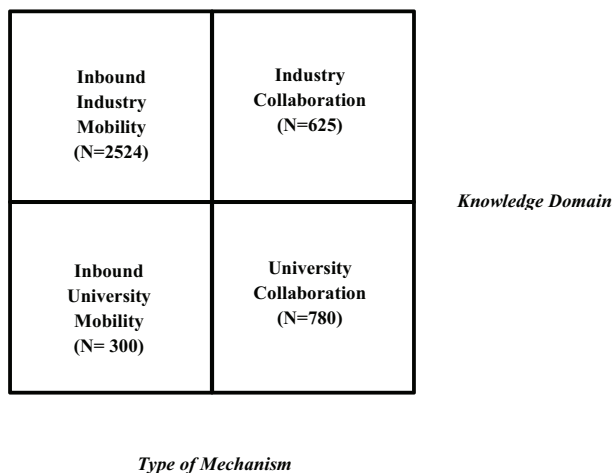 Inbound
Industry
Mobility
(N=2524)
Industry
Collaboration
(N=625)
Knowledge Domain
Inbound
University
Mobility
(N= 300)
University
Collaboration
(N=780)
Type of Mechanism